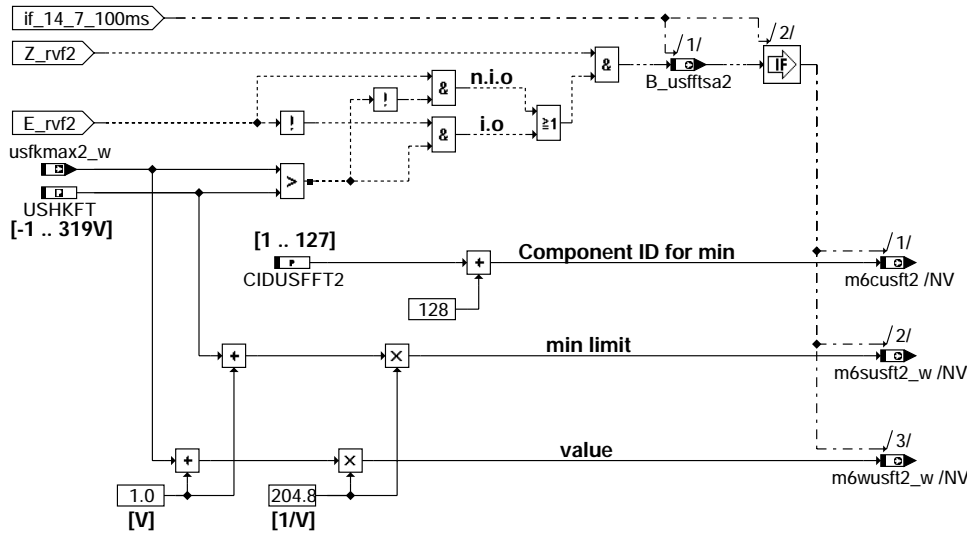 if_14_7_100ms
/2/
Z_rvf2
/1/
&
IF
B_usfftsa2
&
n.i.o
!
≥1
E_rvf2
!
&
i.o
usfkmax2_w
>
P
USHKFT
[-1 .. 319V]
[1 .. 127]
Component ID for min
/1/
P
+
CIDUSFFT2
m6cusft2 /NV
128
min limit
/2/
+
×
m6susft2_w /NV
value
/3/
+
×
m6wusft2_w /NV
1.0
204.8
[V]
[1/V]